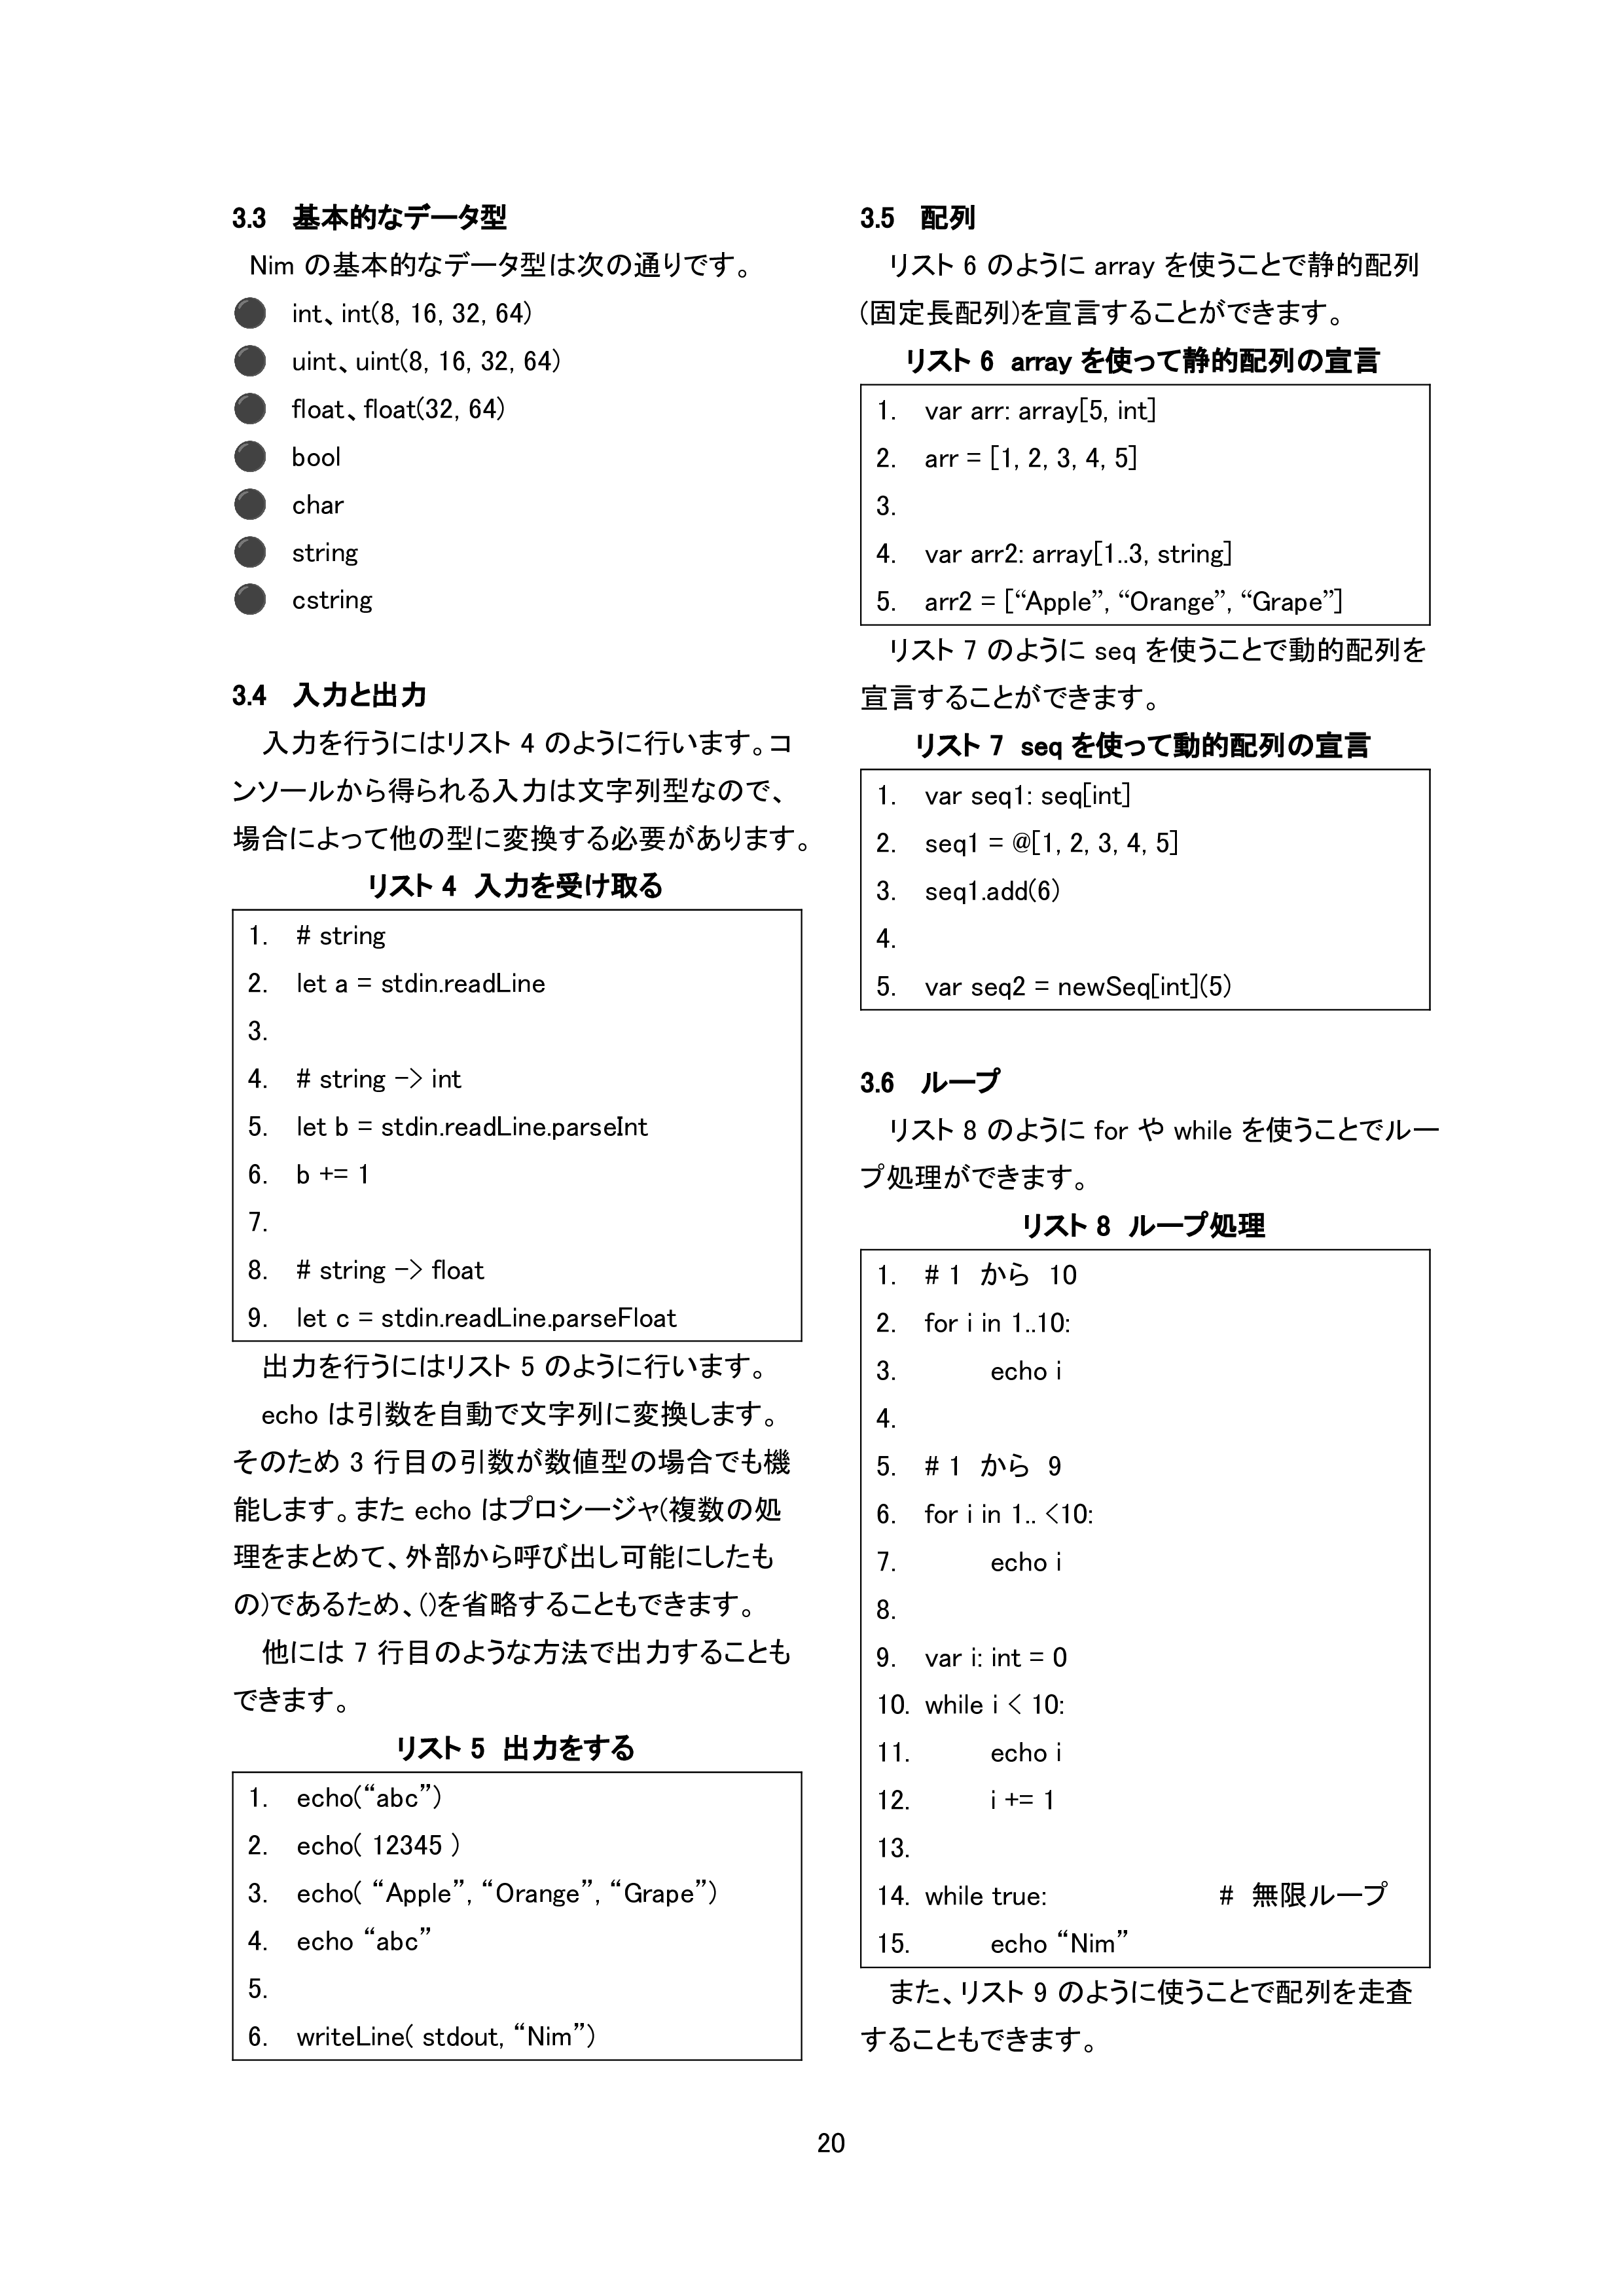 3.3 基本的なデータ型
Nim の基本的なデータ型は次の通りです。
● int、int(8, 16, 32, 64)
● uint、uint(8, 16, 32, 64)
● float、float(32, 64)
● bool
● char
● string
● cstring
3.4 入力と出力
入力を行うにはリスト 4 のように行います。コ
ンソールから得られる入力は文字列型なので、
場合によって他の型に変換する必要があります。
リスト 4 入力を受け取る
1. # string
2. let a = stdin.readLine
3.
4. # string -> int
5. let b = stdin.readLine.parseInt
6. b += 1
7.
8. # string -> float
9. let c = stdin.readLine.parseFloat
出力を行うにはリスト 5 のように行います。
echo は引数を自動で文字列に変換します。
そのため 3 行目の引数が数値型の場合でも機
能します。また echo はプロシージャ(複数の処
理をまとめて、外部から呼び出し可能にしたも
の)であるため、()を省略することもできます。
他には 7 行目のような方法で出力することも
できます。
リスト 5 出力をする
1. echo(“abc”)
2. echo( 12345 )
3. echo( “Apple”, “Orange”, “Grape”)
4. echo “abc”
5.
6. writeLine( stdout, “Nim”)
3.5 配列
リスト 6 のように array を使うことで静的配列
(固定長配列)を宣言することができます。
リスト 6 array を使って静的配列の宣言
1. var arr: array[5, int]
2. arr = [1, 2, 3, 4, 5]
3.
4. var arr2: array[1..3, string]
5. arr2 = [“Apple”, “Orange”, “Grape”]
リスト 7 のように seq を使うことで動的配列を
宣言することができます。
リスト 7 seq を使って動的配列の宣言
1. var seq1: seq[int]
2. seq1 = @[1, 2, 3, 4, 5]
3. seq1.add(6)
4.
5. var seq2 = newSeq[int](5)
3.6 ループ
リスト 8 のように for や while を使うことでルー
プ処理ができます。
リスト 8 ループ処理
1. # 1 から 10
2. for i in 1..10:
3. echo i
4.
5. # 1 から 9
6. for i in 1.. <10:
7. echo i
8.
9. var i: int = 0
10. while i < 10:
11. echo i
12. i += 1
13.
14. while true: # 無限ループ
15. echo “Nim”
また、リスト 9 のように使うことで配列を走査
することもできます。
20